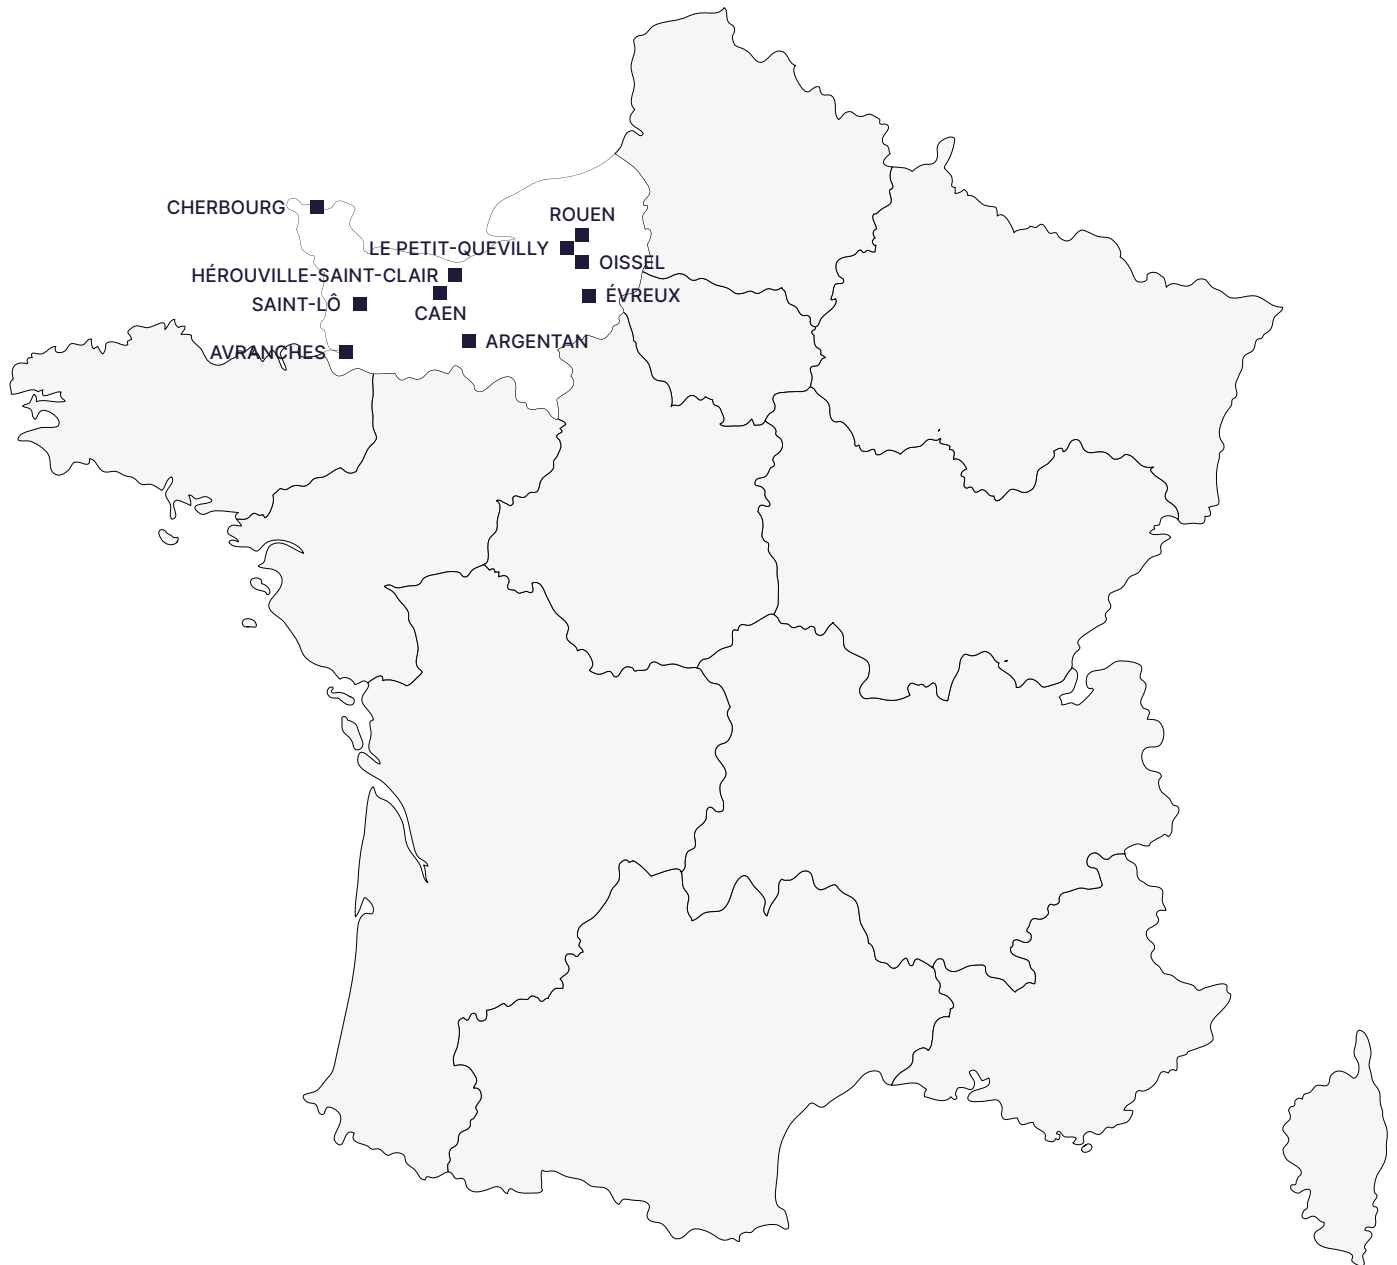 CHERBOURG
ROUEN
LE PETIT-QUEVILLY
OISSEL
HÉROUVILLE-SAINT-CLAIR
ÉVREUX
SAINT-LÔ
CAEN
ARGENTAN
AVRANCHES